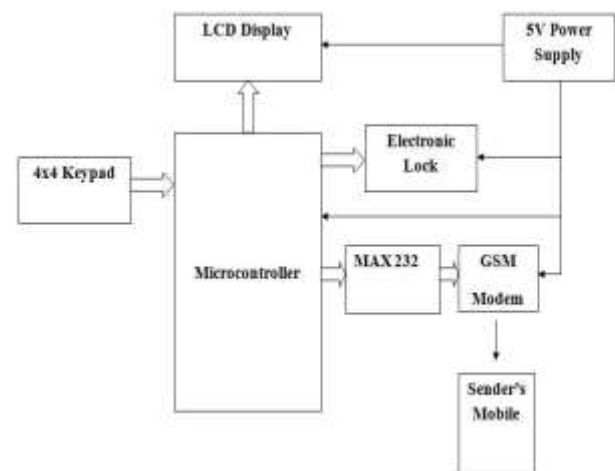 LCD Display
5V Power
Supply
Electronic
Lock
4x4 Keypad
Microcontroller
MAX 232
GSM
Modem
Sender's
Mobile